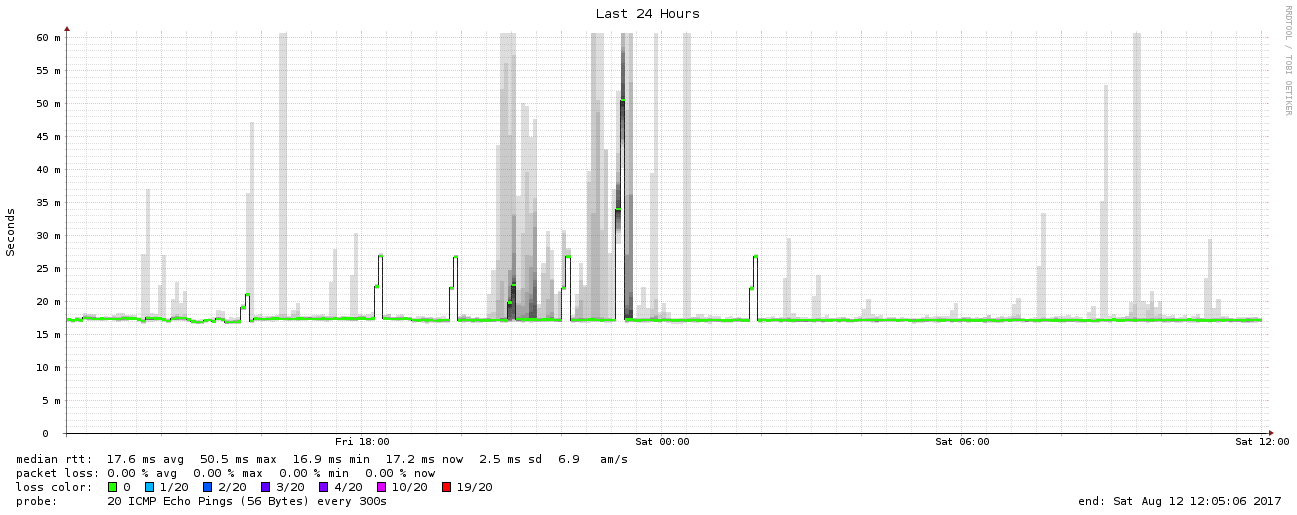 Last 24 Hours
RRDTOOL / TOBI OETIKER
60 m
55 m
50 m
45 m
40 m
35 m
30 m
25 m
20 m
15 m
10 m
5 m
0
Seconds
Fri 18:00 Sat 00:00 Sat 06:00 Sat 12:00
median rtt: 17.6 ms avg 50.5 ms max 16.9 ms min 17.2 ms now 2.5 ms sd 6.9 am/s
packet loss: 0.00 % avg 0.00 % max 0.00 % min 0.00 % now
loss color: 0 1/20 2/20 3/20 4/20 10/20 19/20
probe: 20 ICMP Echo Pings (56 Bytes) every 300s end: Sat Aug 12 12:05:06 2017